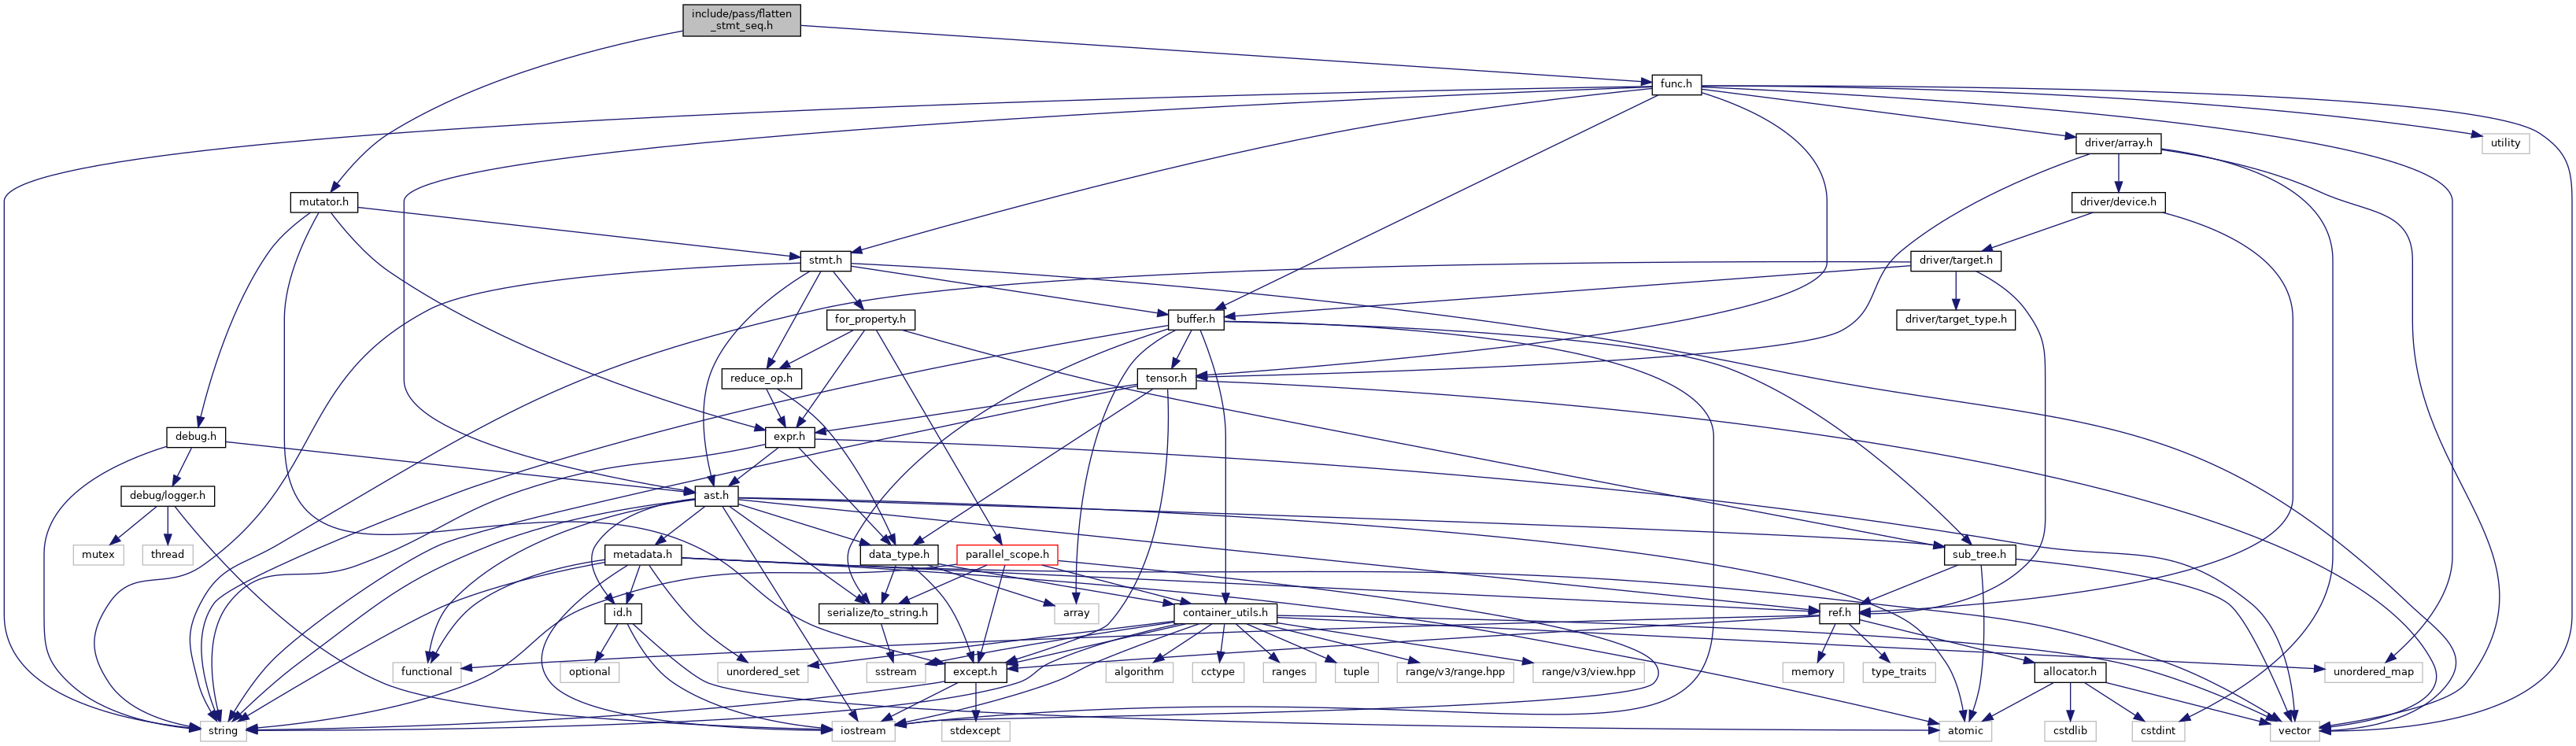 include/pass/flatten
_stmt_seq.h
func.h
utility
driver/array.h
mutator.h
driver/device.h
stmt.h
driver/target.h
for_property.h
buffer.h
driver/target_type.h
reduce_op.h
tensor.h
debug.h
expr.h
debug/logger.h
ast.h
mutex
thread
metadata.h
data_type.h
parallel_scope.h
sub_tree.h
id.h
serialize/to_string.h
array
container_utils.h
ref.h
functional
optional
unordered_set
sstream
except.h
algorithm
cctype
ranges
tuple
range/v3/range.hpp
range/v3/view.hpp
memory
type_traits
allocator.h
unordered_map
string
iostream
stdexcept
atomic
cstdlib
cstdint
vector